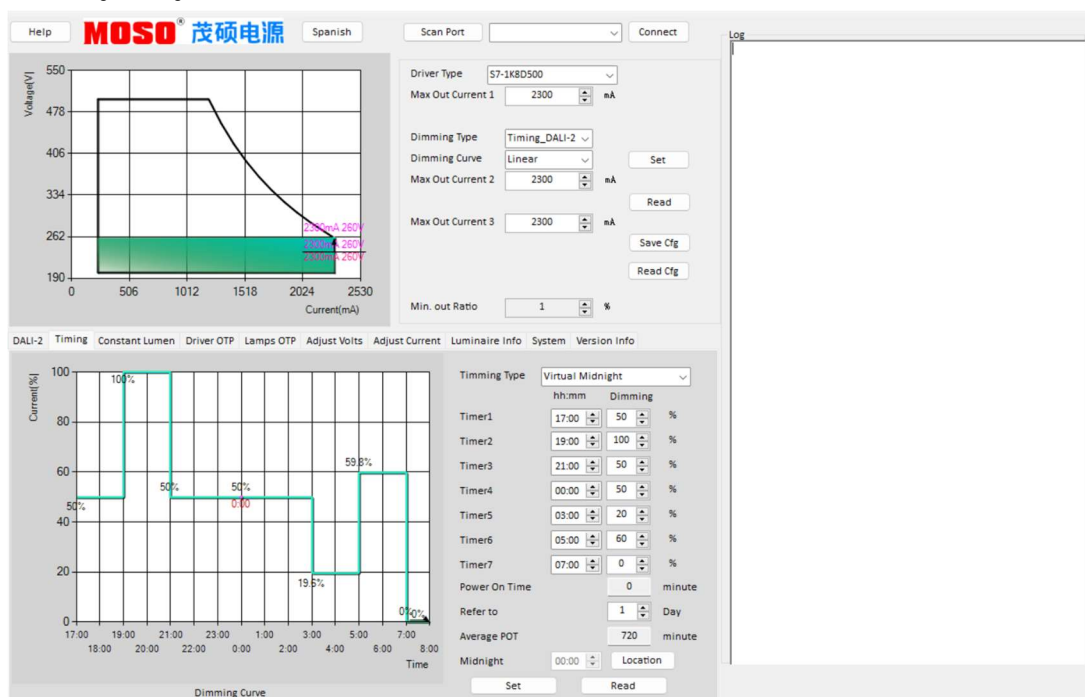 Help
MOSO® 茂硕电源
Spanish
Scan Port
Connect
Log
Voltage(V)
550
478
406
334
262
190
0 506 1012 1518 2024 2530
Current(mA)
2300mA 260V
2300mA 260V
2300mA 260V
Driver Type S7-1K8D500
Max Out Current 1 2300 mA
Dimming Type Timing_DALI-2
Dimming Curve Linear Set
Max Out Current 2 2300 mA
Read
Max Out Current 3 2300 mA
Save Cfg
Read Cfg
Min. out Ratio 1 %
DALI-2 Timing Constant Lumen Driver OTP Lamps OTP Adjust Volts Adjust Current Luminaire Info System Version Info
Current(%)
100
80
60
40
20
0
50%
100%
50%
50%
0:00
19.6%
59.8%
0%
0%
17:00 19:00 21:00 23:00 1:00 3:00 5:00 7:00
18:00 20:00 22:00 0:00 2:00 4:00 6:00 8:00
Time
Dimming Curve
Timming Type Virtual Midnight
hh:mm Dimming
Timer1 17:00 50 %
Timer2 19:00 100 %
Timer3 21:00 50 %
Timer4 00:00 50 %
Timer5 03:00 20 %
Timer6 05:00 60 %
Timer7 07:00 0 %
Power On Time 0 minute
Refer to 1 Day
Average POT 720 minute
Midnight 00:00 Location
Set Read